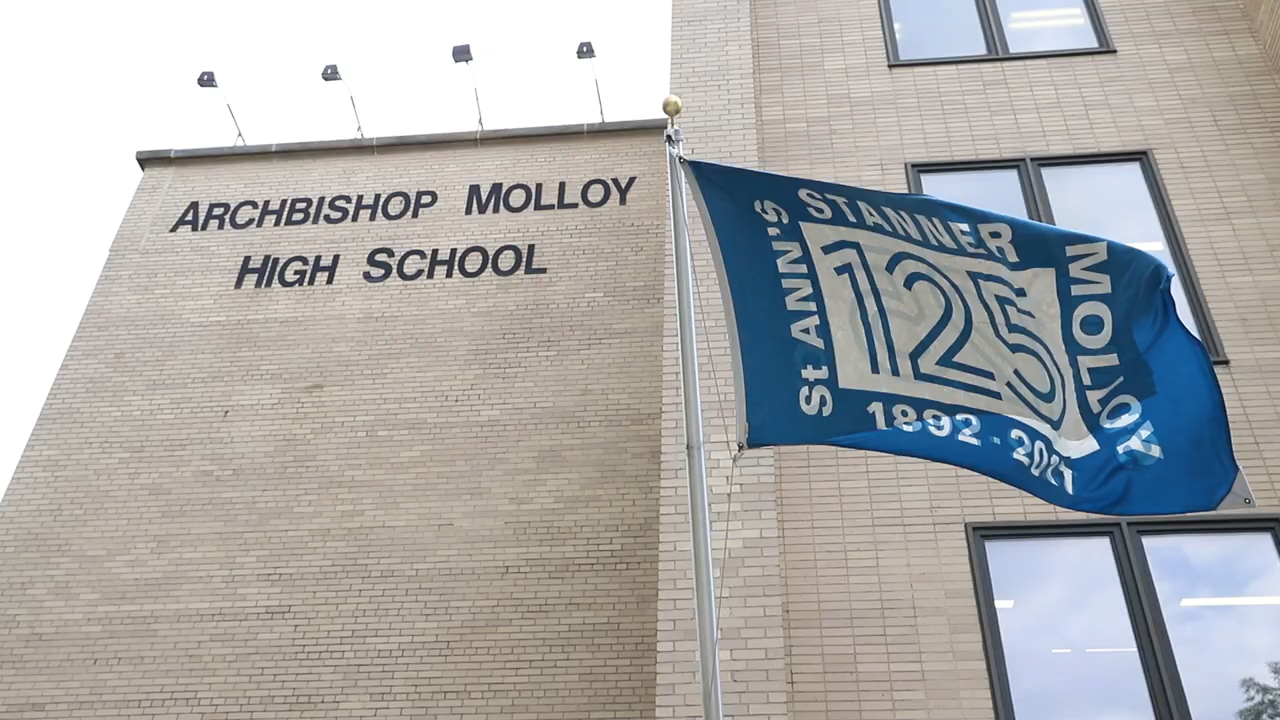 ARCHBISHOP MOLLOY
HIGH SCHOOL
STANNER
St ANN'S
125
MOLLOY
1892 - 2017